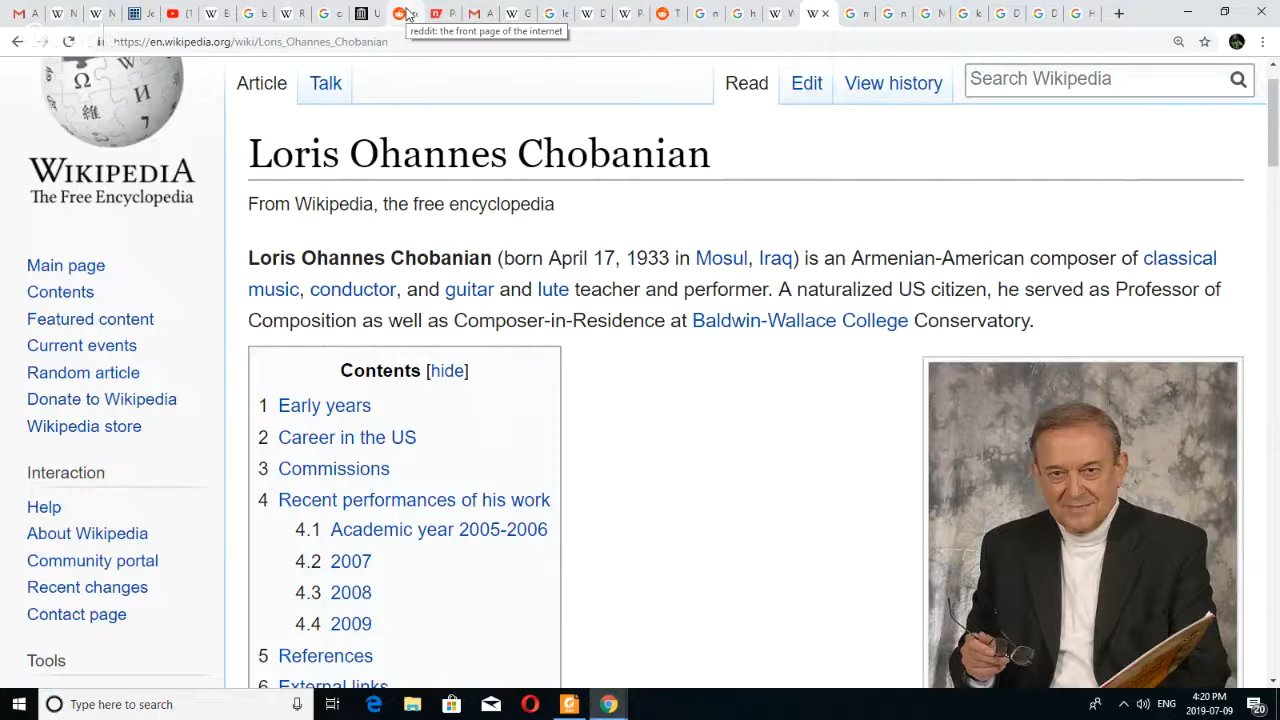 A
W N
W N
Je
(1
W E
G b
W R
G c
U
P
A
W C
G le
W D
W P
T
G n
G h
W V
W
G n
G n
G N
G k
G D
G D
G H
reddit: the front page of the internet
https://en.wikipedia.org/wiki/Loris_Ohannes_Chobanian
Article
Talk
Read
Edit
View history
Search Wikipedia
WIKIPEDIA
The Free Encyclopedia
Main page
Contents
Featured content
Current events
Random article
Donate to Wikipedia
Wikipedia store
Interaction
Help
About Wikipedia
Community portal
Recent changes
Contact page
Tools
Loris Ohannes Chobanian
From Wikipedia, the free encyclopedia
Loris Ohannes Chobanian (born April 17, 1933 in Mosul, Iraq) is an Armenian-American composer of classical
music, conductor, and guitar and lute teacher and performer. A naturalized US citizen, he served as Professor of
Composition as well as Composer-in-Residence at Baldwin-Wallace College Conservatory.
Contents [hide]
1 Early years
2 Career in the US
3 Commissions
4 Recent performances of his work
4.1 Academic year 2005-2006
4.2 2007
4.3 2008
4.4 2009
5 References
6 External links
Type here to search
ENG
4:20 PM
2019-07-09
20